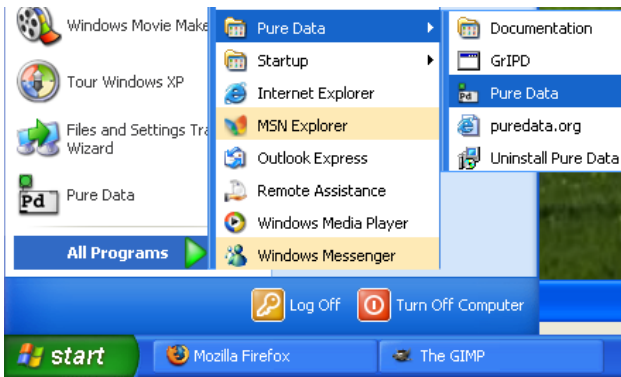 Windows Movie Make
Tour Windows XP
Files and Settings Tra
Wizard
Pd
Pure Data
All Programs
Pure Data
Startup
Internet Explorer
MSN Explorer
Outlook Express
Remote Assistance
Windows Media Player
Windows Messenger
Documentation
GrIPD
Pd
Pure Data
puredata.org
Uninstall Pure Data
Log Off
Turn Off Computer
start
Mozilla Firefox
The GIMP